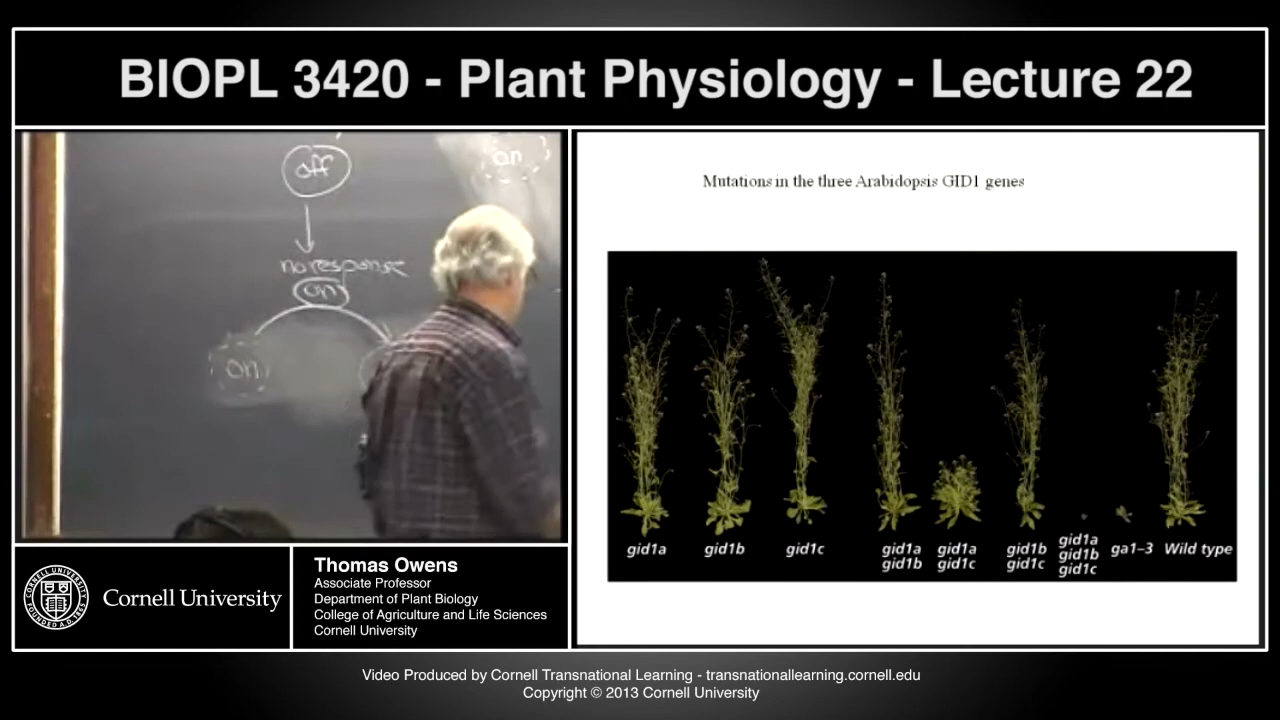 BIOPL 3420 - Plant Physiology - Lecture 22
off
on
no response
on
on
Mutations in the three Arabidopsis GID1 genes
gid1a
gid1b
gid1c
gid1a
gid1b
gid1a
gid1c
gid1b
gid1c
gid1a
gid1b
gid1c
ga1-3
Wild type
Cornell University
Thomas Owens
Associate Professor
Department of Plant Biology
College of Agriculture and Life Sciences
Cornell University
Video Produced by Cornell Transnational Learning - transnationallearning.cornell.edu
Copyright © 2013 Cornell University